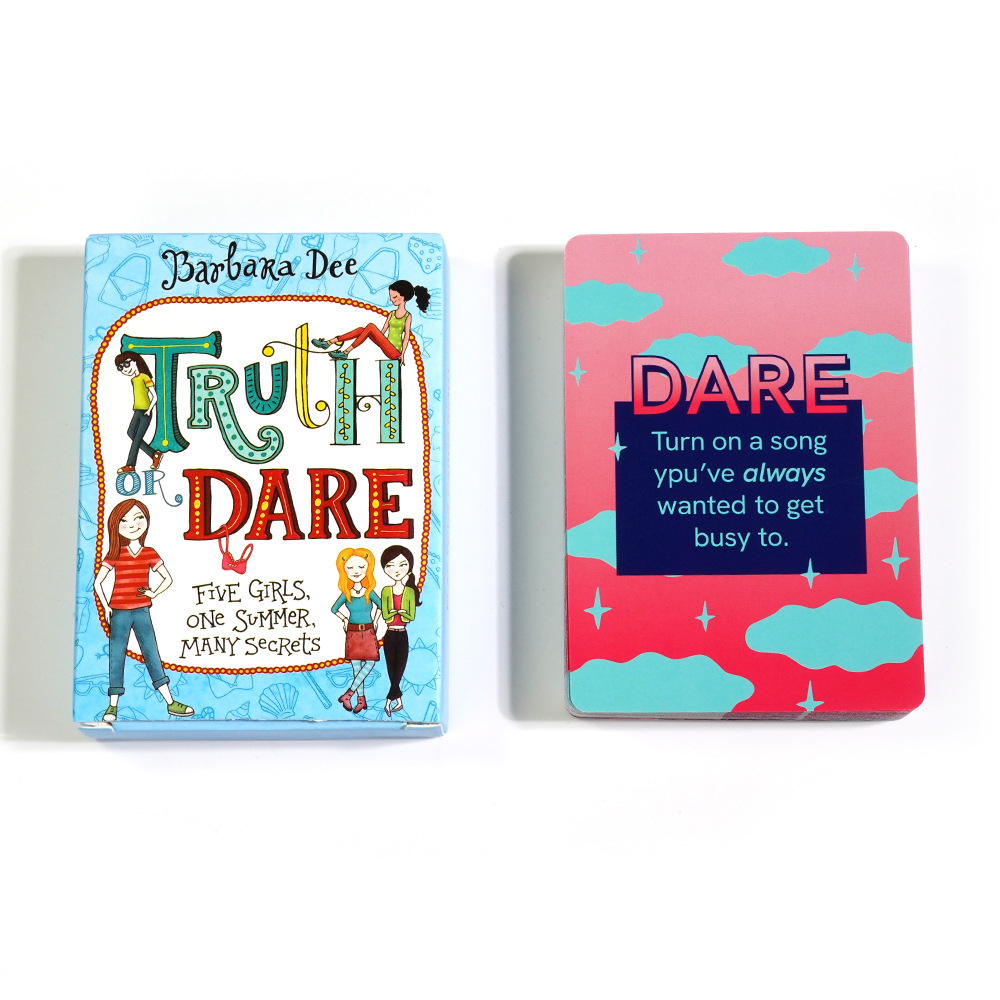 Barbara Dee
TRUTH
OR DARE
FIVE GIRLS,
ONE SUMMER,
MANY SECRETS
DARE
Turn on a song
ypu've always
wanted to get
busy to.